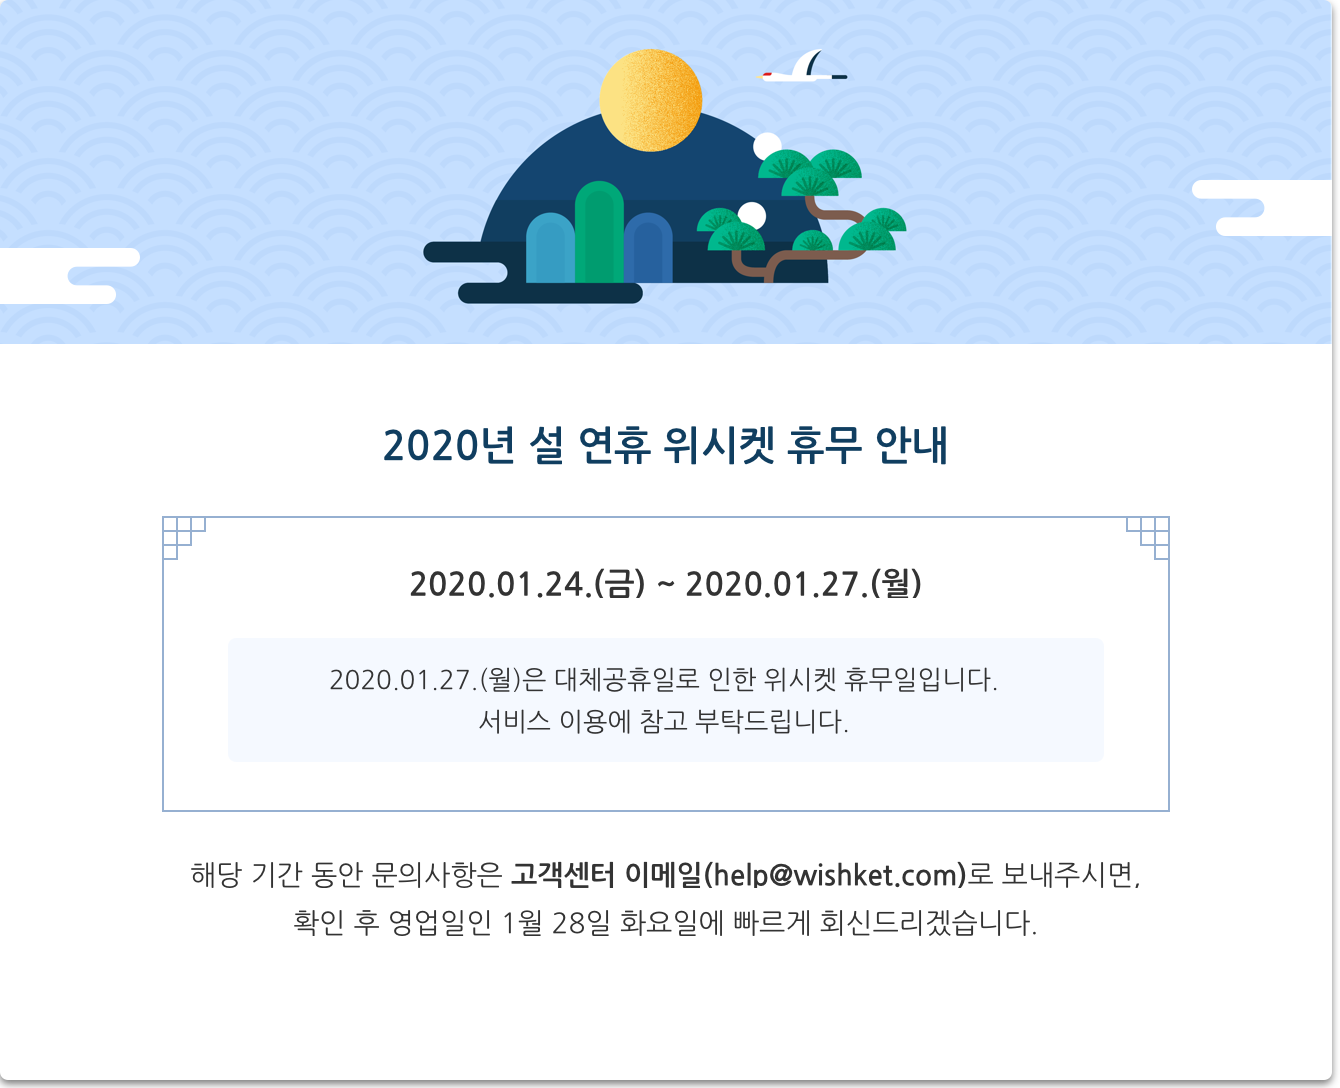 2020년 설 연휴 위시켓 휴무 안내
2020.01.24.(금) ~ 2020.01.27.(월)
2020.01.27.(월)은 대체공휴일로 인한 위시켓 휴무일입니다.
서비스 이용에 참고 부탁드립니다.
해당 기간 동안 문의사항은 고객센터 이메일(help@wishket.com)로 보내주시면,
확인 후 영업일인 1월 28일 화요일에 빠르게 회신드리겠습니다.